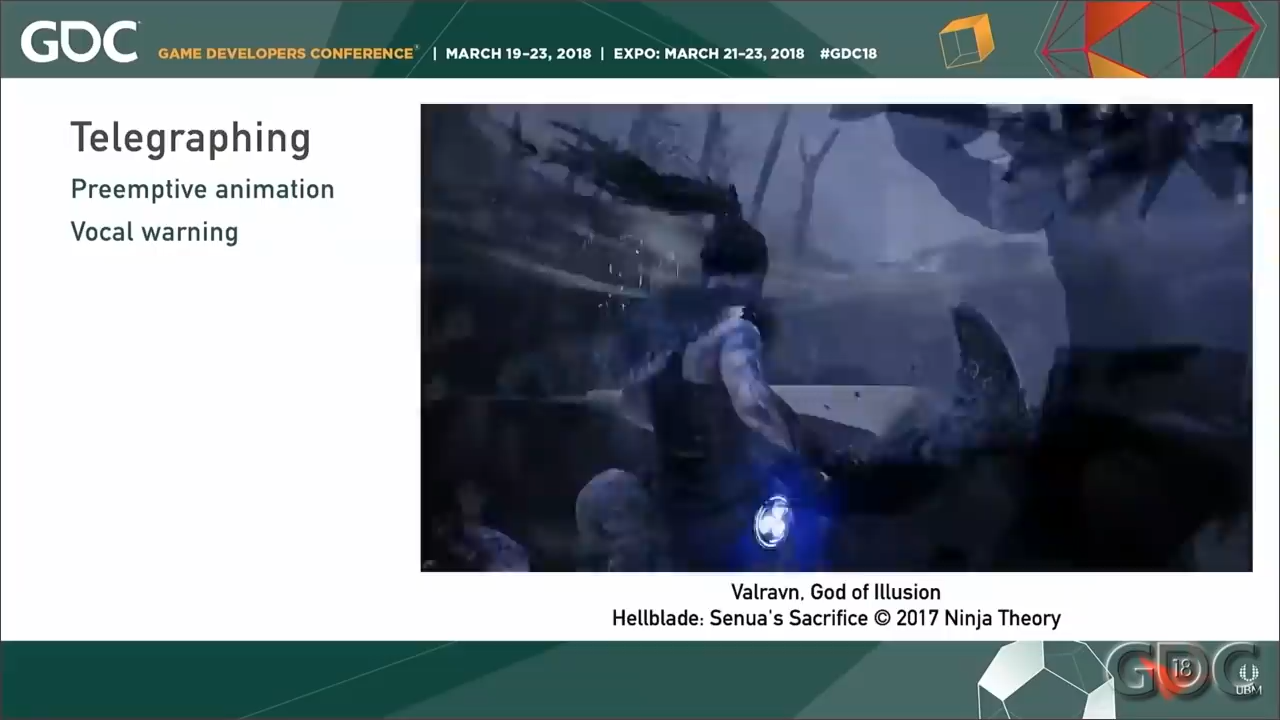 GDC GAME DEVELOPERS CONFERENCE® | MARCH 19–23, 2018 | EXPO: MARCH 21–23, 2018 #GDC18
Telegraphing
Preemptive animation
Vocal warning
Valravn, God of Illusion
Hellblade: Senua's Sacrifice © 2017 Ninja Theory
GDC 18
UBM